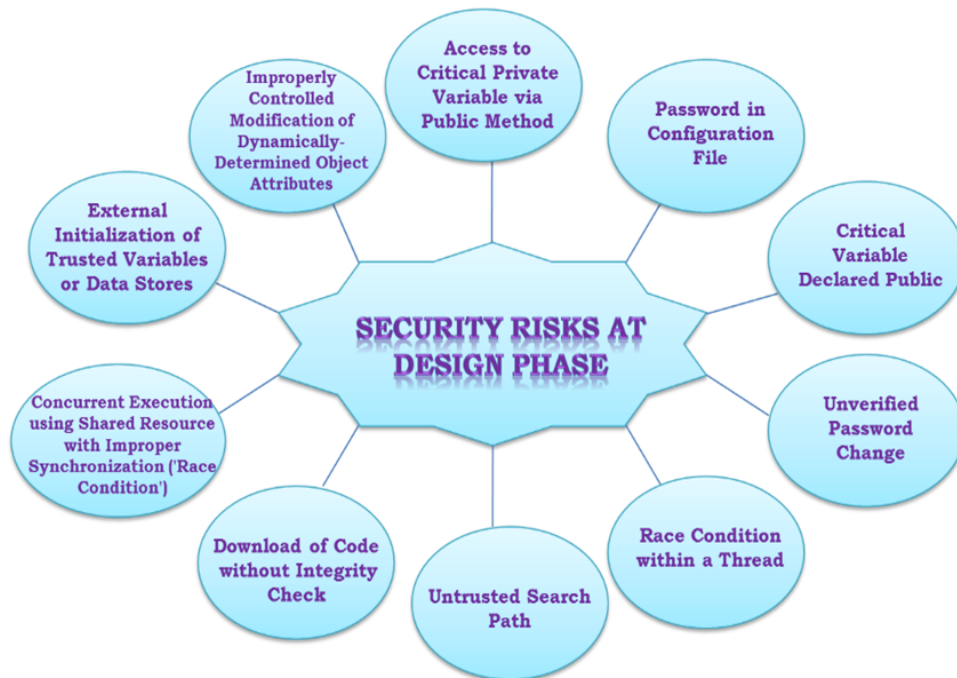 Access to
Critical Private
Variable via
Public Method
Password in
Configuration
File
Critical
Variable
Declared Public
Unverified
Password
Change
Race Condition
within a Thread
Untrusted Search
Path
Download of Code
without Integrity
Check
Concurrent Execution
using Shared Resource
with Improper
Synchronization ('Race
Condition')
External
Initialization of
Trusted Variables
or Data Stores
Improperly
Controlled
Modification of
Dynamically-
Determined Object
Attributes
SECURITY RISKS AT
DESIGN PHASE